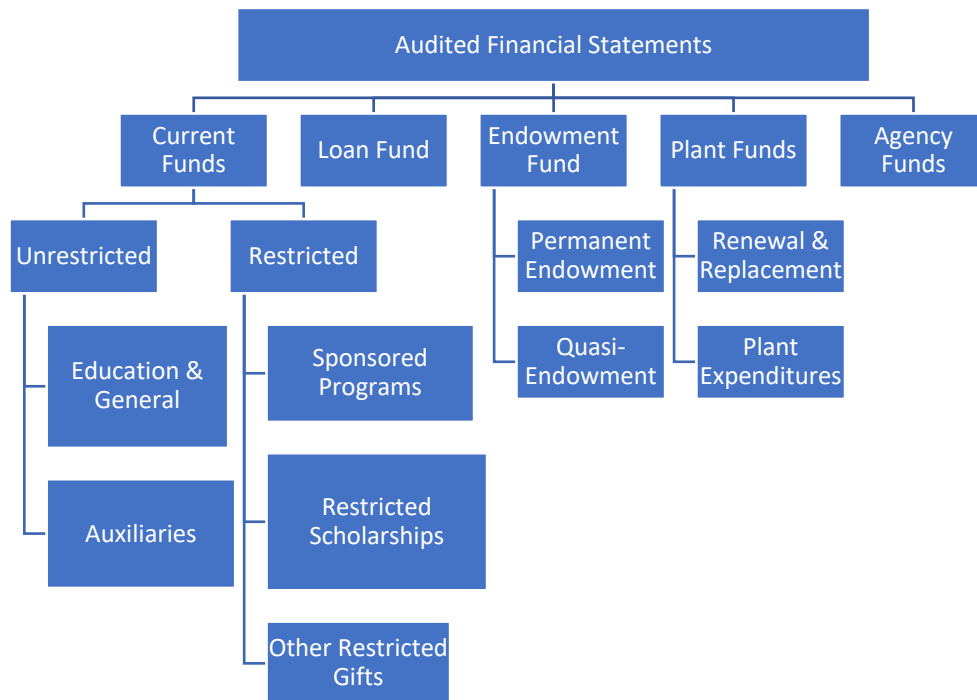 Audited Financial Statements
Current
Funds
Loan Fund
Endowment
Fund
Plant Funds
Agency
Funds
Unrestricted
Restricted
Permanent
Endowment
Renewal &
Replacement
Education &
General
Sponsored
Programs
Quasi-
Endowment
Plant
Expenditures
Auxiliaries
Restricted
Scholarships
Other Restricted
Gifts